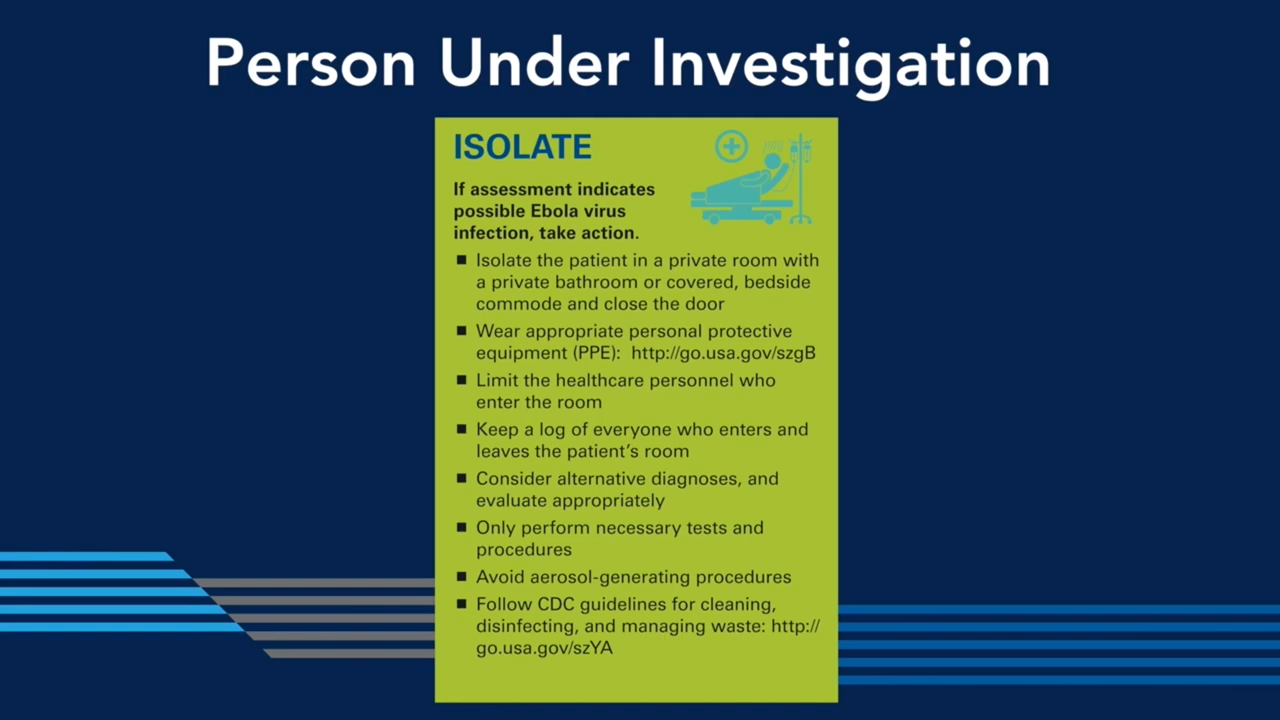 Person Under Investigation
ISOLATE
If assessment indicates
possible Ebola virus
infection, take action.
■ Isolate the patient in a private room with
a private bathroom or covered, bedside
commode and close the door
■ Wear appropriate personal protective
equipment (PPE):  http://go.usa.gov/szgB
■ Limit the healthcare personnel who
enter the room
■ Keep a log of everyone who enters and
leaves the patient’s room
■ Consider alternative diagnoses, and
evaluate appropriately
■ Only perform necessary tests and
procedures
■ Avoid aerosol-generating procedures
■ Follow CDC guidelines for cleaning,
disinfecting, and managing waste: http://
go.usa.gov/szYA